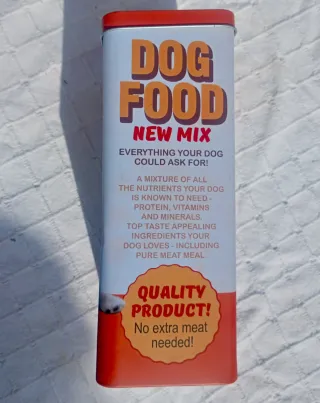 DOG
FOOD
NEW MIX
EVERYTHING YOUR DOG
COULD ASK FOR!
A MIXTURE OF ALL
THE NUTRIENTS YOUR DOG
IS KNOWN TO NEED -
PROTEIN, VITAMINS
AND MINERALS.
TOP TASTE APPEALING
INGREDIENTS YOUR
DOG LOVES - INCLUDING
PURE MEAT MEAL.
QUALITY
PRODUCT!
No extra meat
needed!